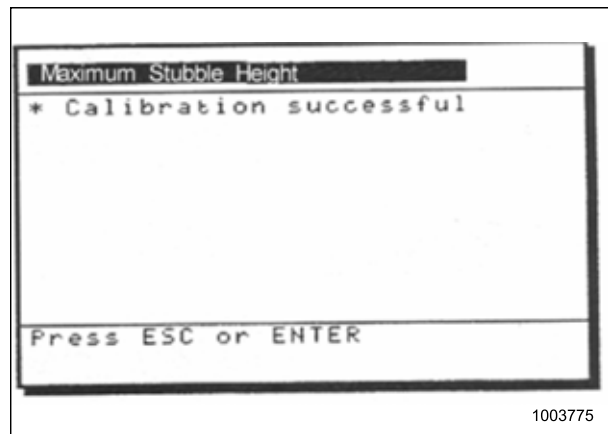 Maximum Stubble Height
* Calibration successful
Press ESC or ENTER
1003775